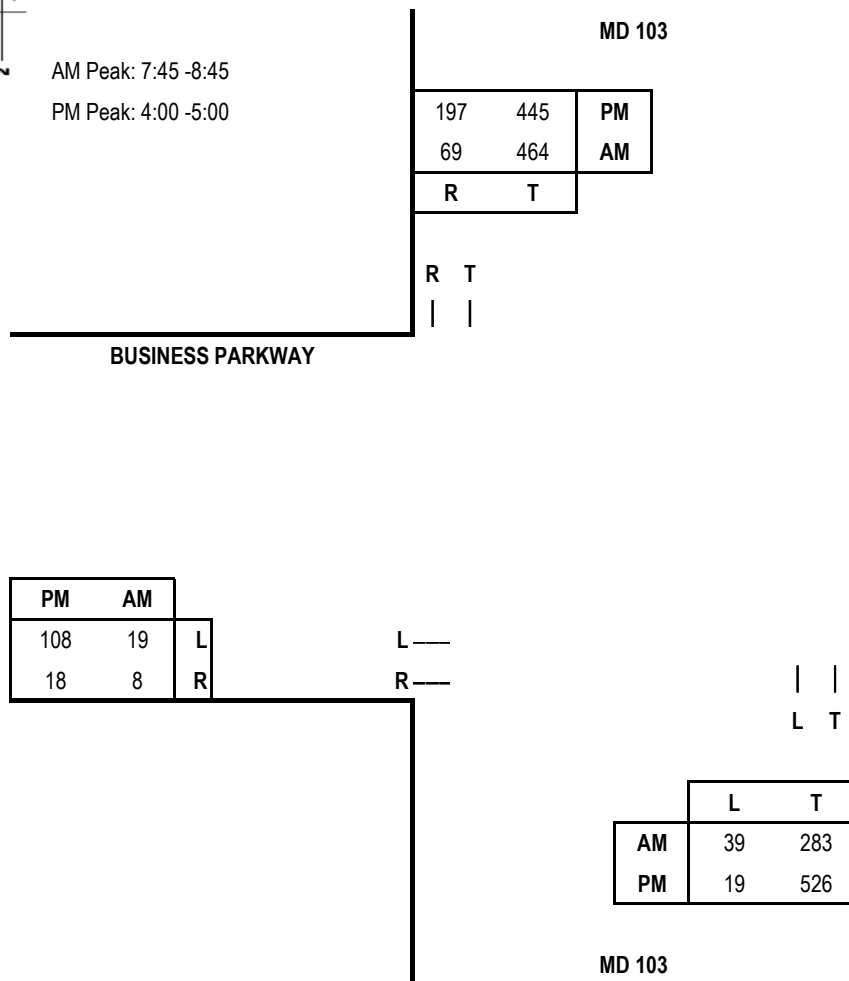 MD 103
AM Peak: 7:45 -8:45
PM Peak: 4:00 -5:00
197 445 PM
69 464 AM
R T
R T
BUSINESS PARKWAY
PM AM
108 19 L
18 8 R
L
R
L T
L T
AM 39 283
PM 19 526
MD 103